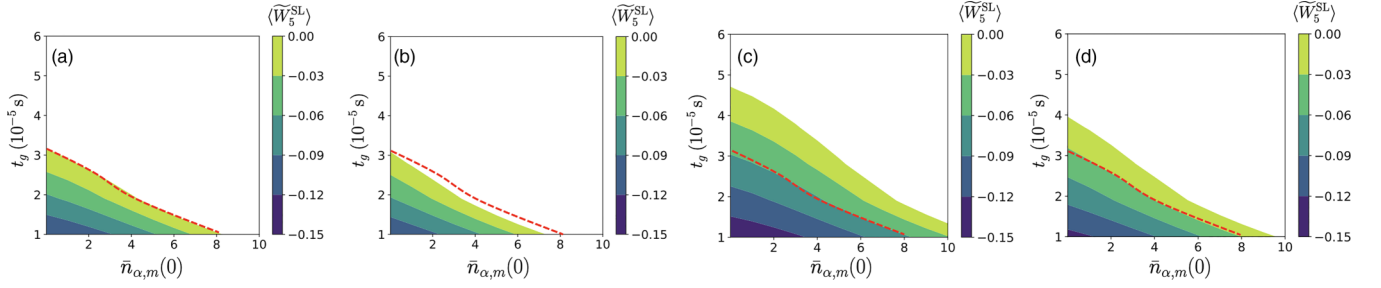 ⟨W̃₅^SL⟩
(a)
6
5
4
3
2
1
t_g (10⁻⁵ s)
2 4 6 8 10
n̄_α,m(0)
0.00
−0.03
−0.06
−0.09
−0.12
−0.15
⟨W̃₅^SL⟩
(b)
6
5
4
3
2
1
t_g (10⁻⁵ s)
2 4 6 8 10
n̄_α,m(0)
0.00
−0.03
−0.06
−0.09
−0.12
−0.15
⟨W̃₅^SL⟩
(c)
6
5
4
3
2
1
t_g (10⁻⁵ s)
2 4 6 8 10
n̄_α,m(0)
0.00
−0.03
−0.06
−0.09
−0.12
−0.15
⟨W̃₅^SL⟩
(d)
6
5
4
3
2
1
t_g (10⁻⁵ s)
2 4 6 8 10
n̄_α,m(0)
0.00
−0.03
−0.06
−0.09
−0.12
−0.15